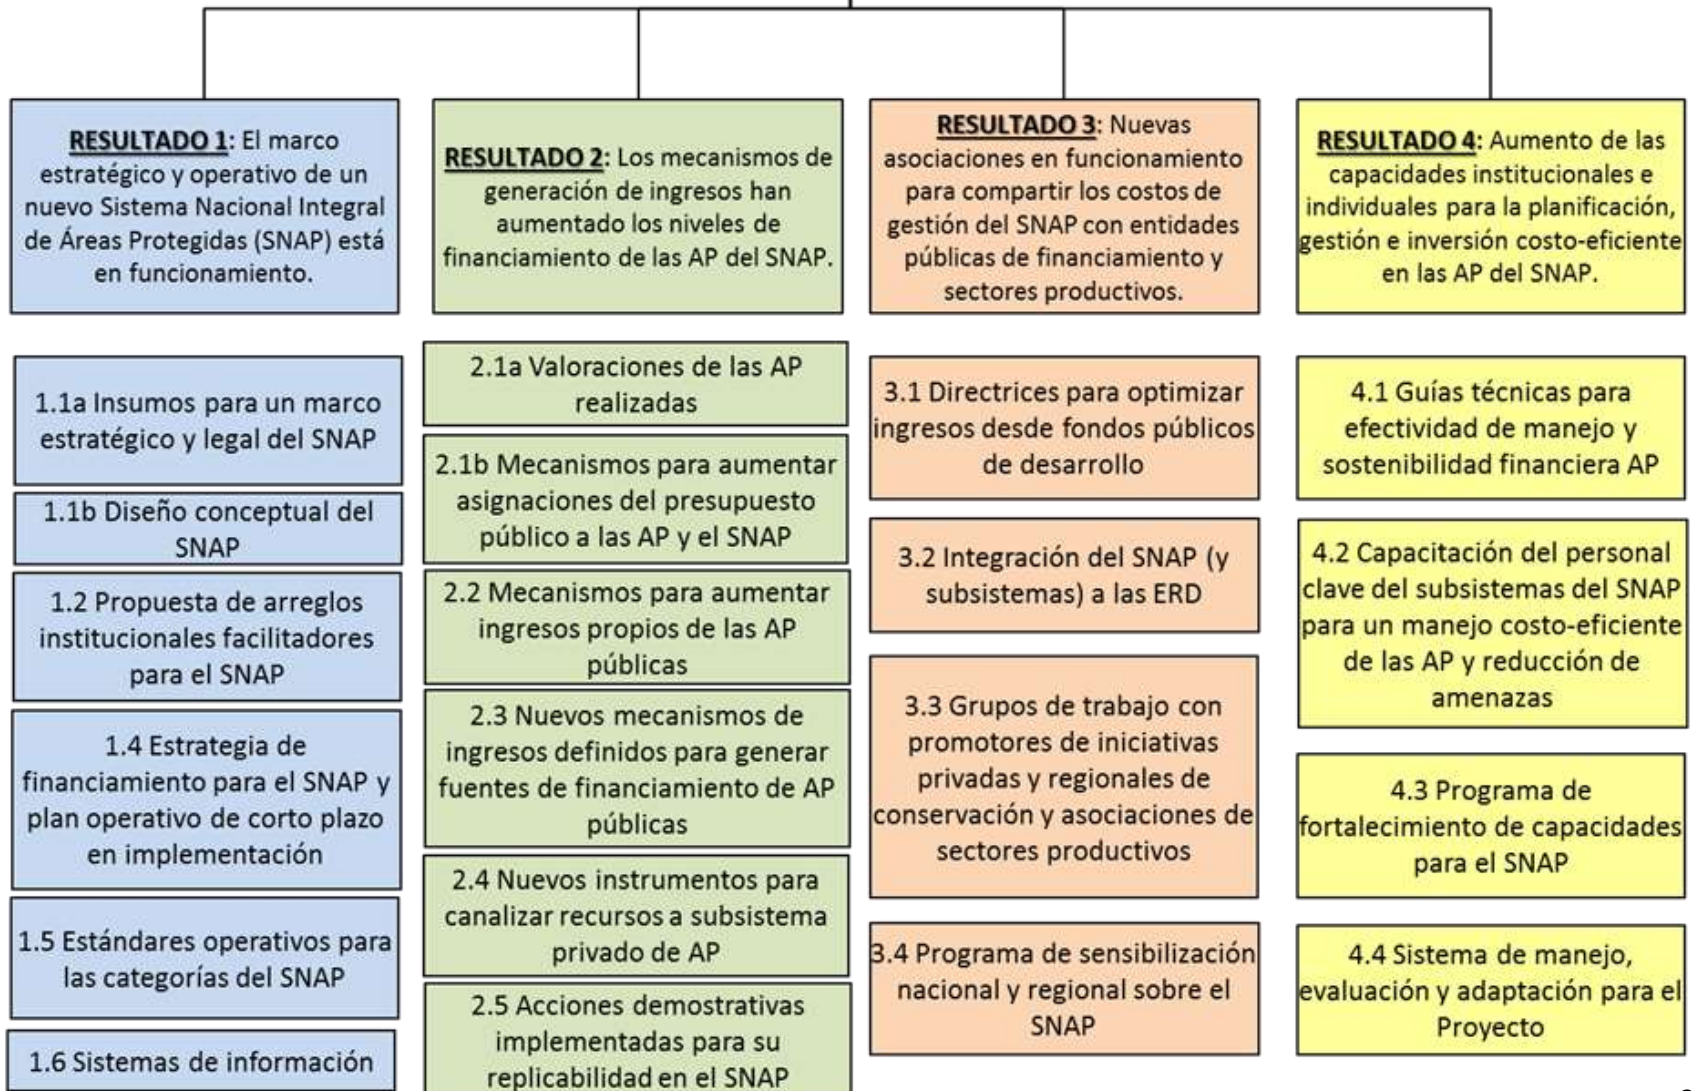 RESULTADO 1: El marco
estratégico y operativo de un
nuevo Sistema Nacional Integral
de Áreas Protegidas (SNAP) está
en funcionamiento.
1.1a Insumos para un marco
estratégico y legal del SNAP
1.1b Diseño conceptual del
SNAP
1.2 Propuesta de arreglos
institucionales facilitadores
para el SNAP
1.4 Estrategia de
financiamiento para el SNAP y
plan operativo de corto plazo
en implementación
1.5 Estándares operativos para
las categorías del SNAP
1.6 Sistemas de información
RESULTADO 2: Los mecanismos de
generación de ingresos han
aumentado los niveles de
financiamiento de las AP del SNAP.
2.1a Valoraciones de las AP
realizadas
2.1b Mecanismos para aumentar
asignaciones del presupuesto
público a las AP y el SNAP
2.2 Mecanismos para aumentar
ingresos propios de las AP
públicas
2.3 Nuevos mecanismos de
ingresos definidos para generar
fuentes de financiamiento de AP
públicas
2.4 Nuevos instrumentos para
canalizar recursos a subsistema
privado de AP
2.5 Acciones demostrativas
implementadas para su
replicabilidad en el SNAP
RESULTADO 3: Nuevas
asociaciones en funcionamiento
para compartir los costos de
gestión del SNAP con entidades
públicas de financiamiento y
sectores productivos.
3.1 Directrices para optimizar
ingresos desde fondos públicos
de desarrollo
3.2 Integración del SNAP (y
subsistemas) a las ERD
3.3 Grupos de trabajo con
promotores de iniciativas
privadas y regionales de
conservación y asociaciones de
sectores productivos
3.4 Programa de sensibilización
nacional y regional sobre el
SNAP
RESULTADO 4: Aumento de las
capacidades institucionales e
individuales para la planificación,
gestión e inversión costo-eficiente
en las AP del SNAP.
4.1 Guías técnicas para
efectividad de manejo y
sostenibilidad financiera AP
4.2 Capacitación del personal
clave del subsistemas del SNAP
para un manejo costo-eficiente
de las AP y reducción de
amenazas
4.3 Programa de
fortalecimiento de capacidades
para el SNAP
4.4 Sistema de manejo,
evaluación y adaptación para el
Proyecto